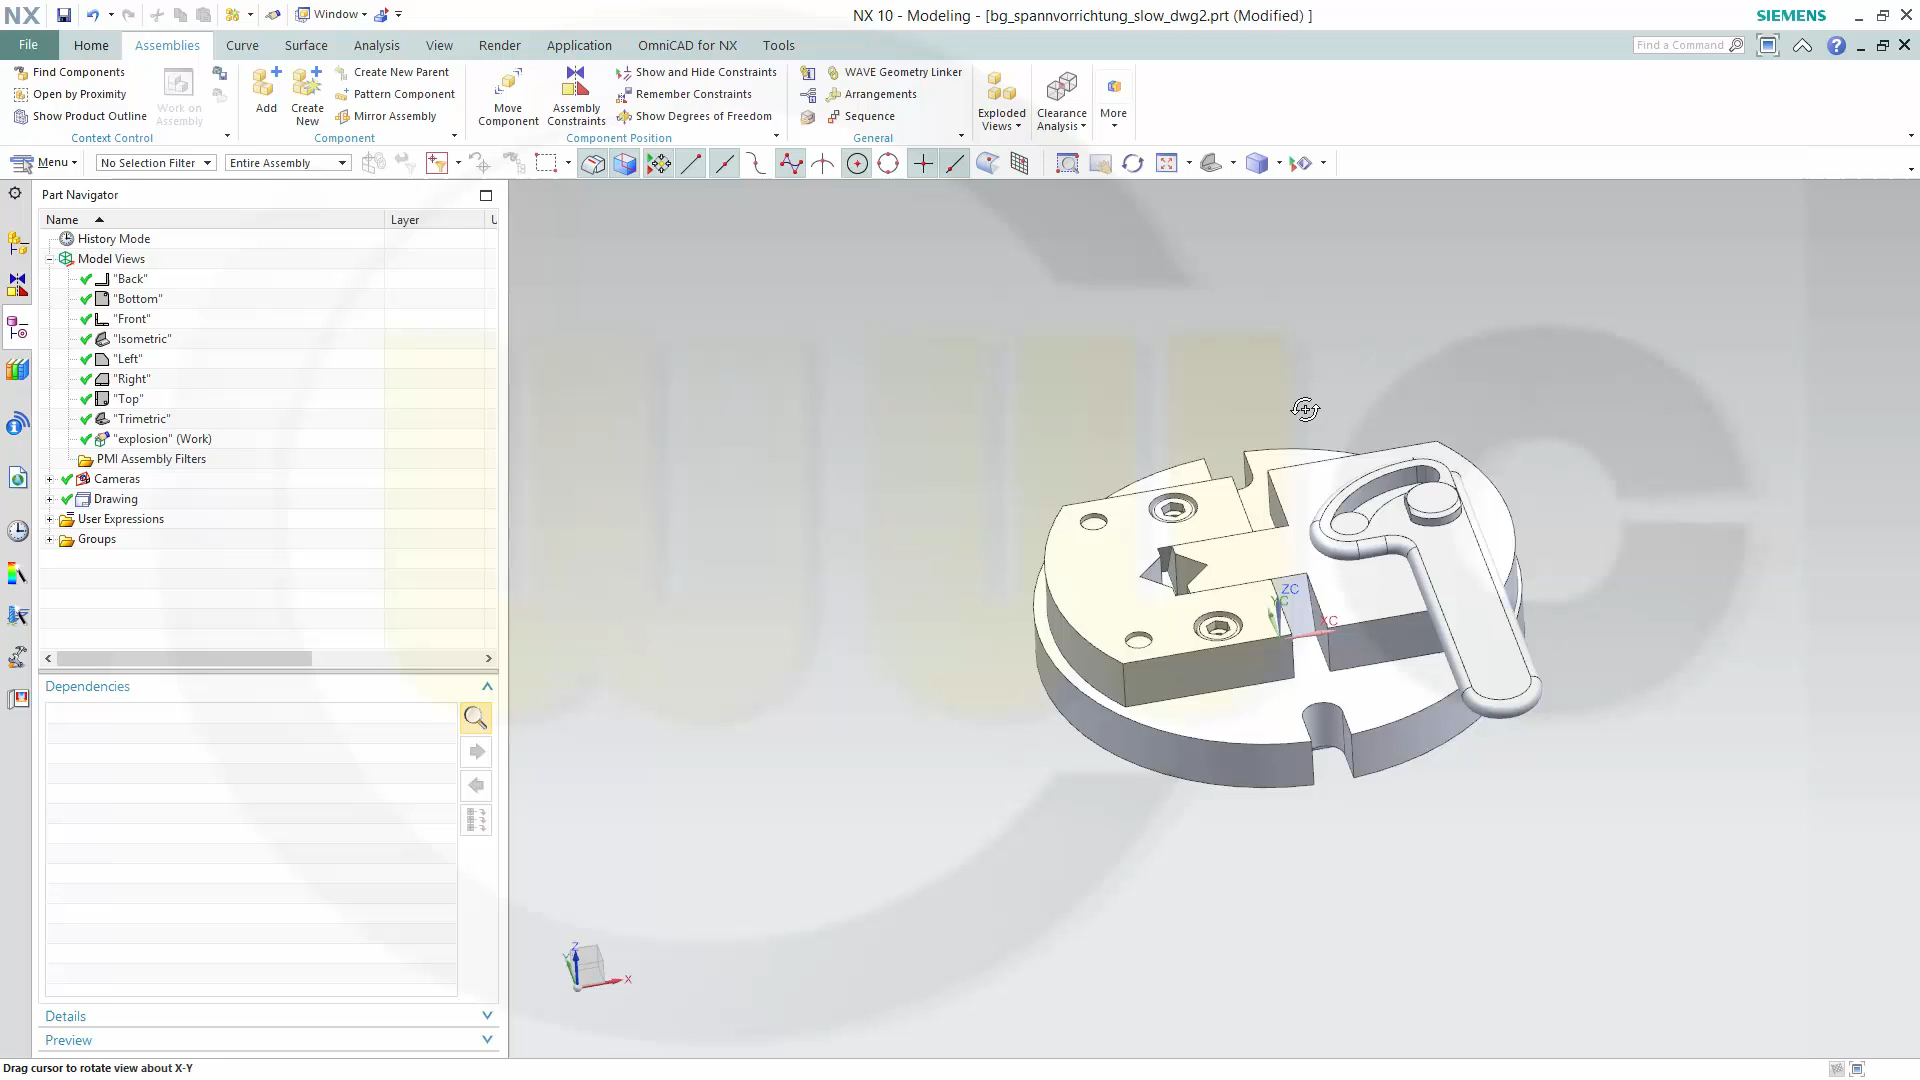 NX
Window
NX 10 - Modeling - [bg_spannvorrichtung_slow_dwg2.prt (Modified) ]
SIEMENS
File
Home
Assemblies
Curve
Surface
Analysis
View
Render
Application
OmniCAD for NX
Tools
Find a Command
Find Components
Open by Proximity
Show Product Outline
Work on
Assembly
Context Control
Add
Create
New
Create New Parent
Pattern Component
Mirror Assembly
Component
Move
Component
Assembly
Constraints
Show and Hide Constraints
Remember Constraints
Show Degrees of Freedom
Component Position
WAVE Geometry Linker
Arrangements
Sequence
General
Exploded
Views
Clearance
Analysis
More
Menu
No Selection Filter
Entire Assembly
Part Navigator
Name
Layer
U
History Mode
Model Views
"Back"
"Bottom"
"Front"
"Isometric"
"Left"
"Right"
"Top"
"Trimetric"
"explosion" (Work)
PMI Assembly Filters
Cameras
Drawing
User Expressions
Groups
Dependencies
Details
Preview
ZC
YC
XC
Z
Y
X
Drag cursor to rotate view about X-Y